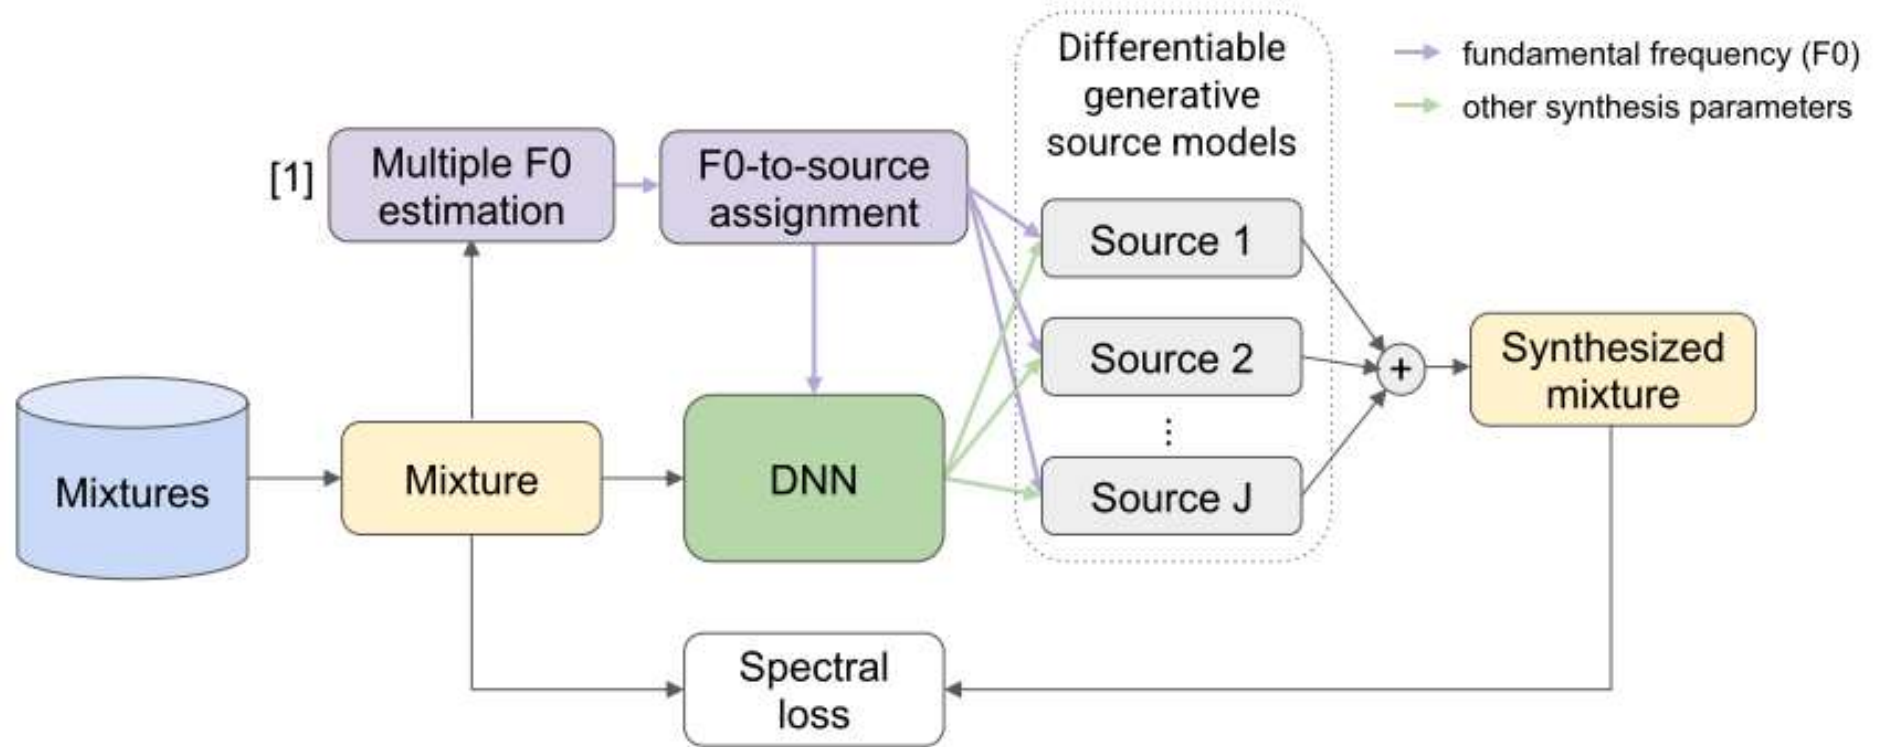 Differentiable
generative
source models
fundamental frequency (F0)
other synthesis parameters
[1]
Multiple F0
estimation
F0-to-source
assignment
Source 1
Source 2
⋮
Source J
+
Synthesized
mixture
Mixtures
Mixture
DNN
Spectral
loss